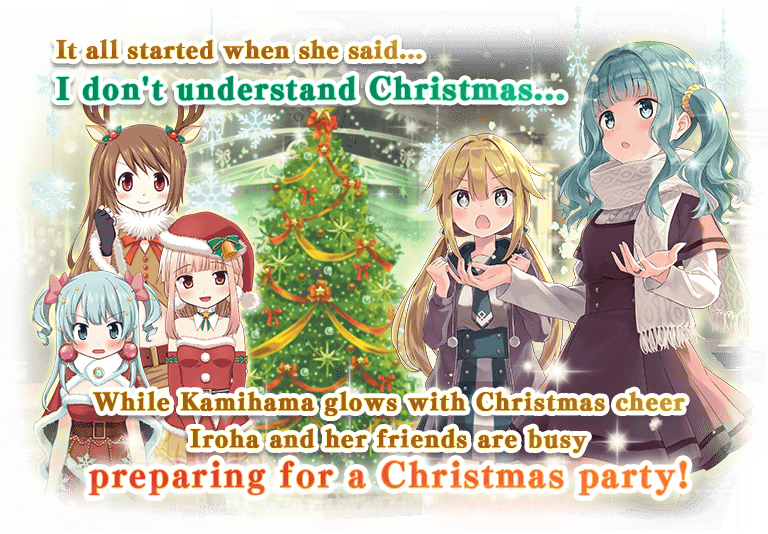 It all started when she said...
I don't understand Christmas...
While Kamihama glows with Christmas cheer
Iroha and her friends are busy
preparing for a Christmas party!